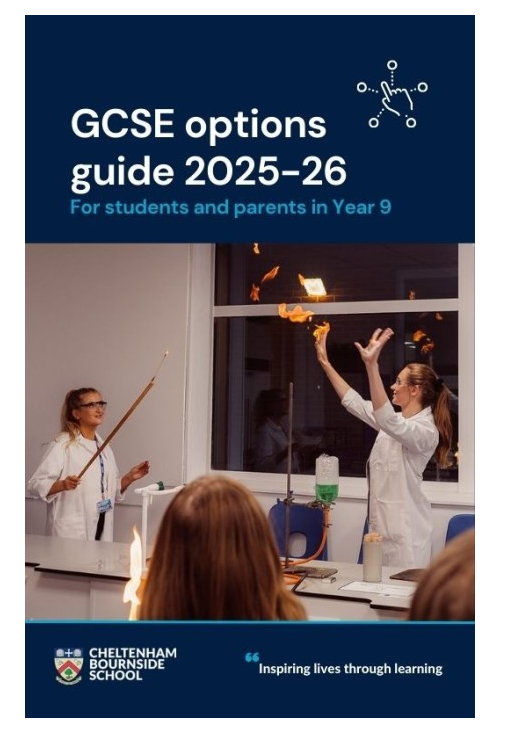 GCSE options
guide 2025-26
For students and parents in Year 9
CHELTENHAM
BOURNSIDE
SCHOOL
“Inspiring lives through learning